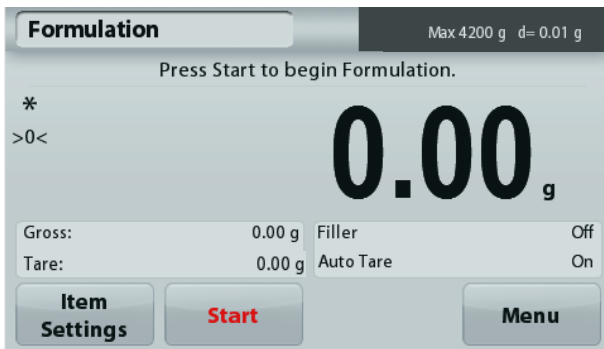 Formulation
Max 4200 g d= 0.01 g
Press Start to begin Formulation.
*
>0<
0.00 g
Gross: 0.00 g Filler Off
Tare: 0.00 g Auto Tare On
Item Settings Start Menu